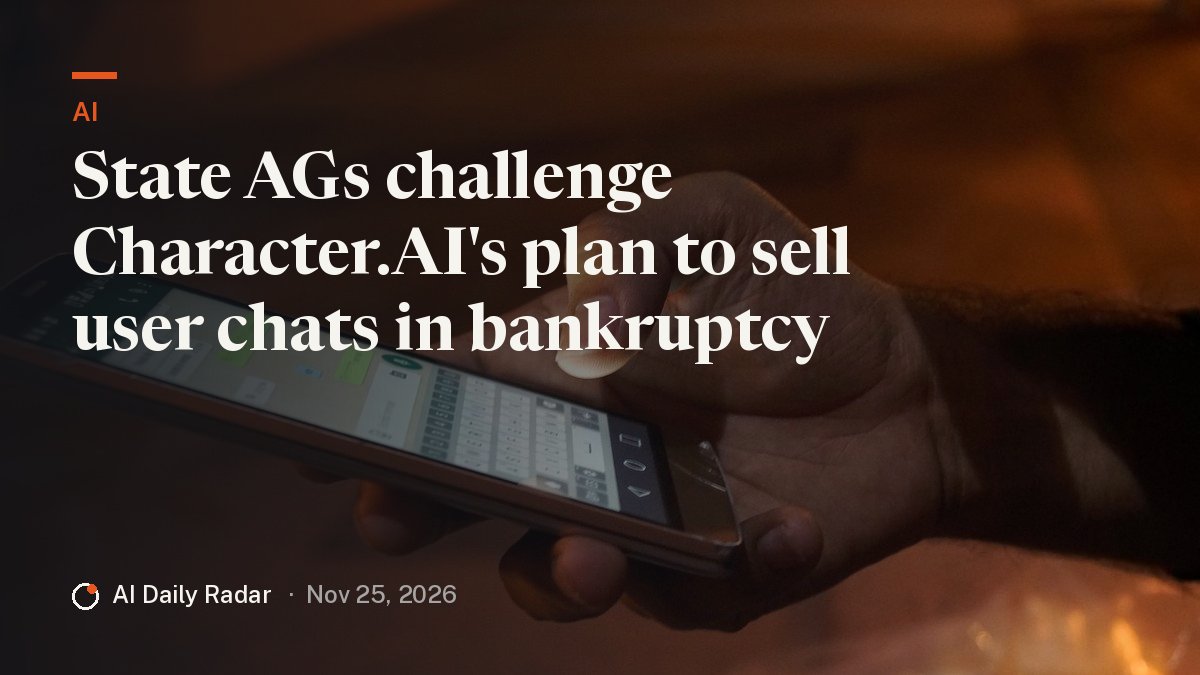 AI
State AGs challenge
Character.AI's plan to sell
user chats in bankruptcy
AI Daily Radar · Nov 25, 2026